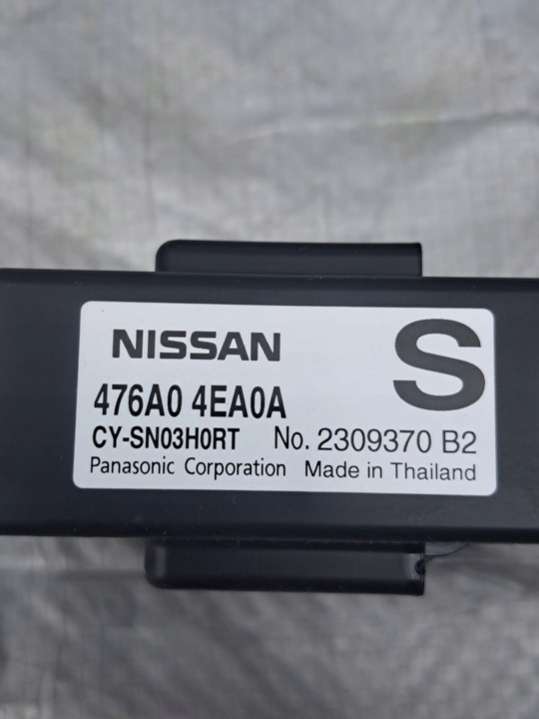 NISSAN S
476A0 4EA0A
CY-SN03H0RT No. 2309370 B2
Panasonic Corporation Made in Thailand